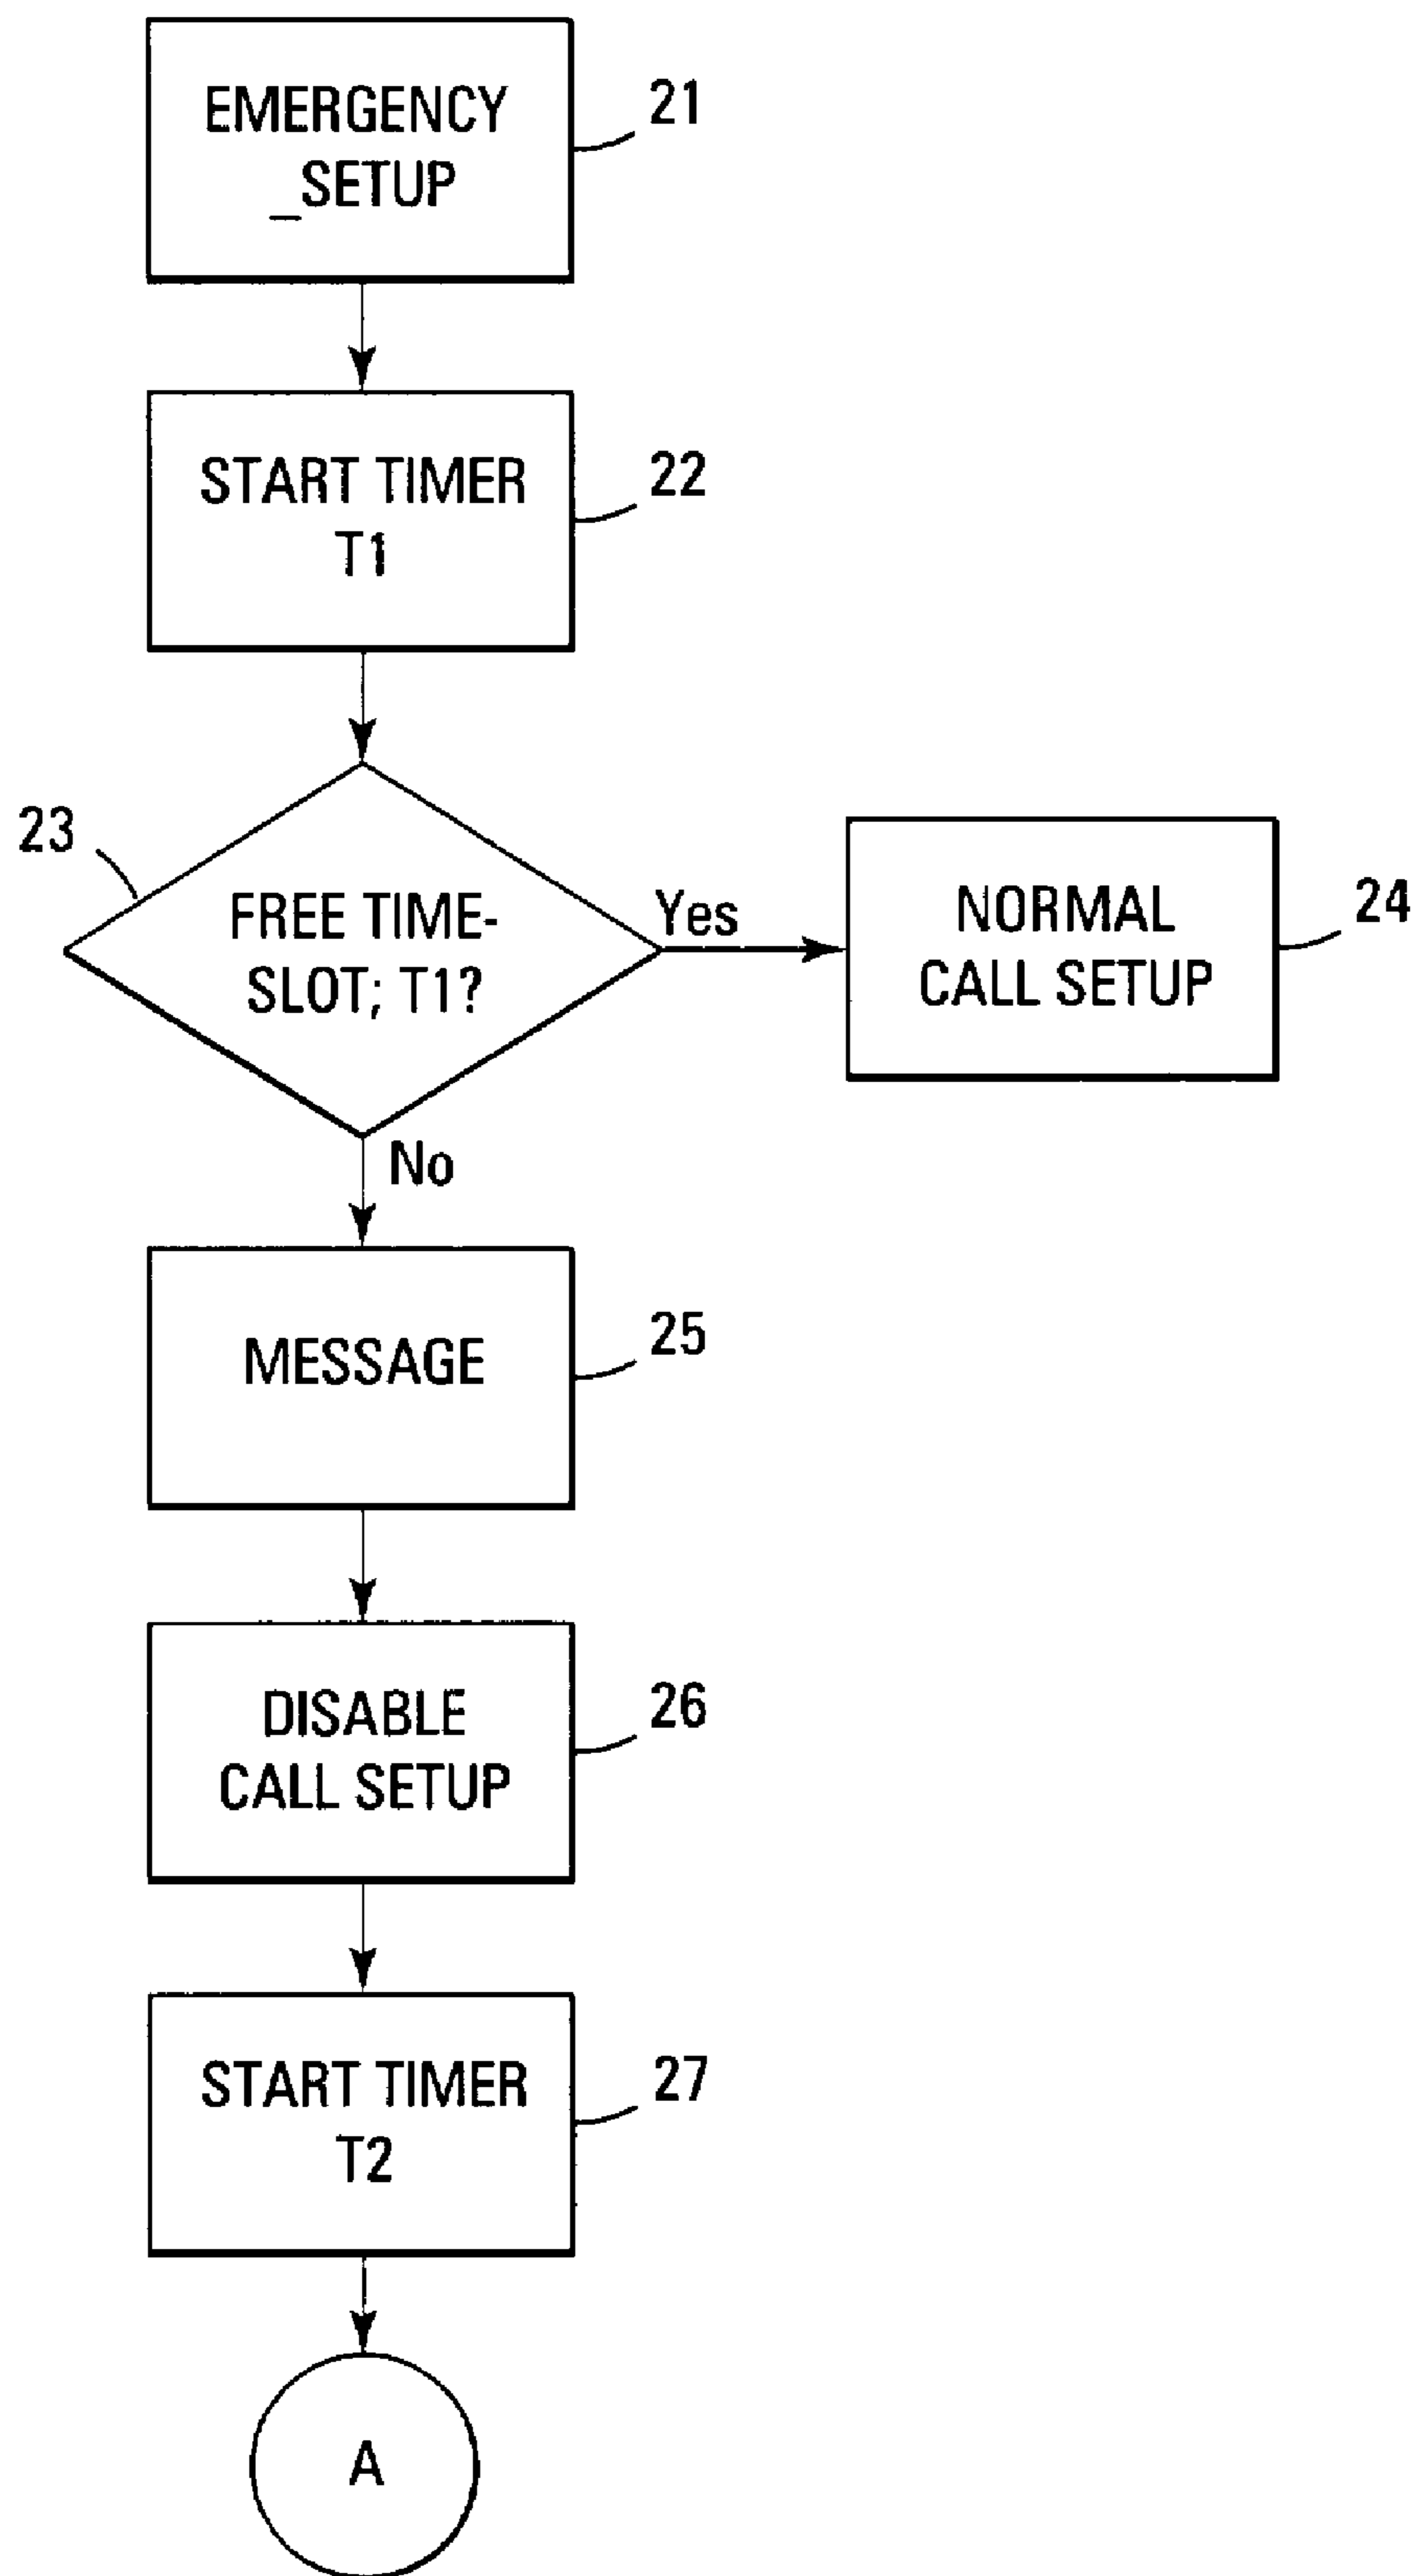 EMERGENCY
_SETUP
21
START TIMER
T1
22
23
FREE TIME-
SLOT; T1?
Yes
NORMAL
CALL SETUP
24
No
MESSAGE
25
DISABLE
CALL SETUP
26
START TIMER
T2
27
A